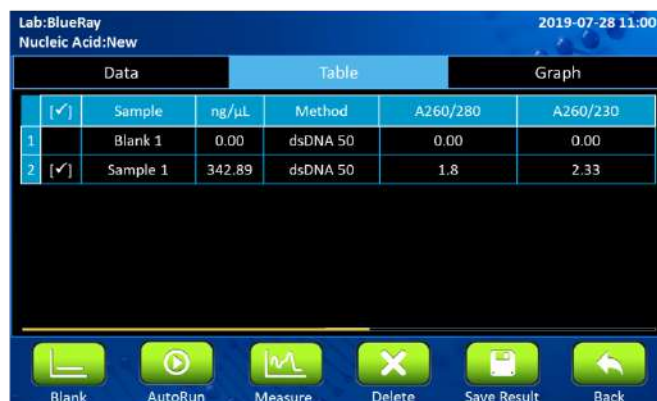 Lab:BlueRay 2019-07-28 11:00
Nucleic Acid:New
Data Table Graph
[✓] Sample ng/μL Method A260/280 A260/230
1 Blank 1 0.00 dsDNA 50 0.00 0.00
2 [✓] Sample 1 342.89 dsDNA 50 1.8 2.33
Blank AutoRun Measure Delete Save Result Back